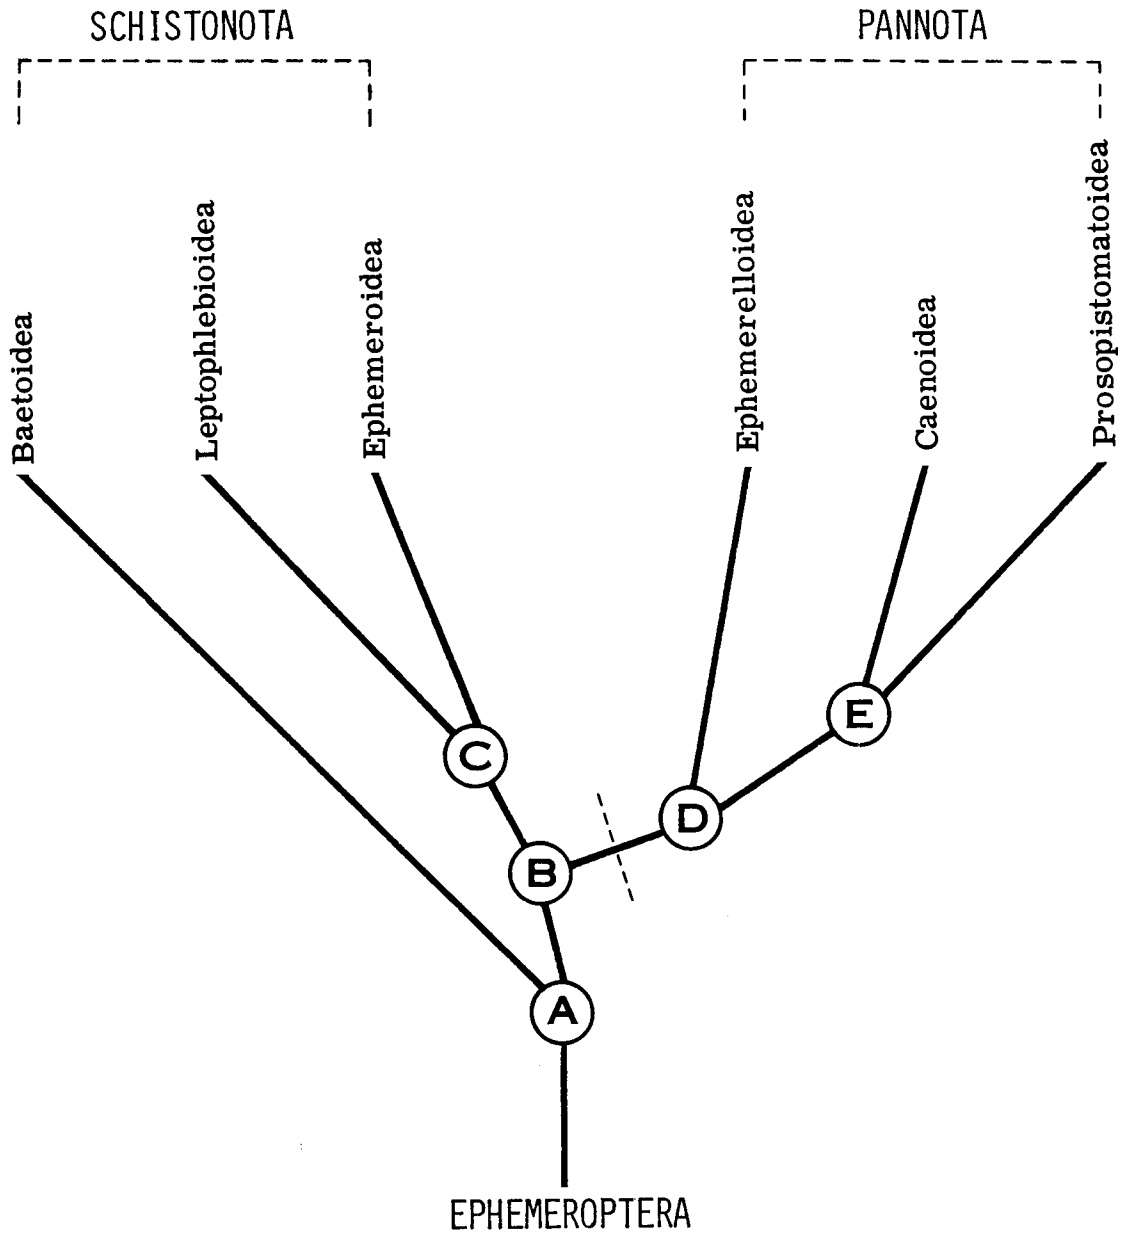 SCHISTONOTA
PANNOTA
Baetoidea
Leptophlebioidea
Ephemeroidea
Ephemerelloidea
Caenoidea
Prosopistomatoidea
E
C
D
B
A
EPHEMEROPTERA